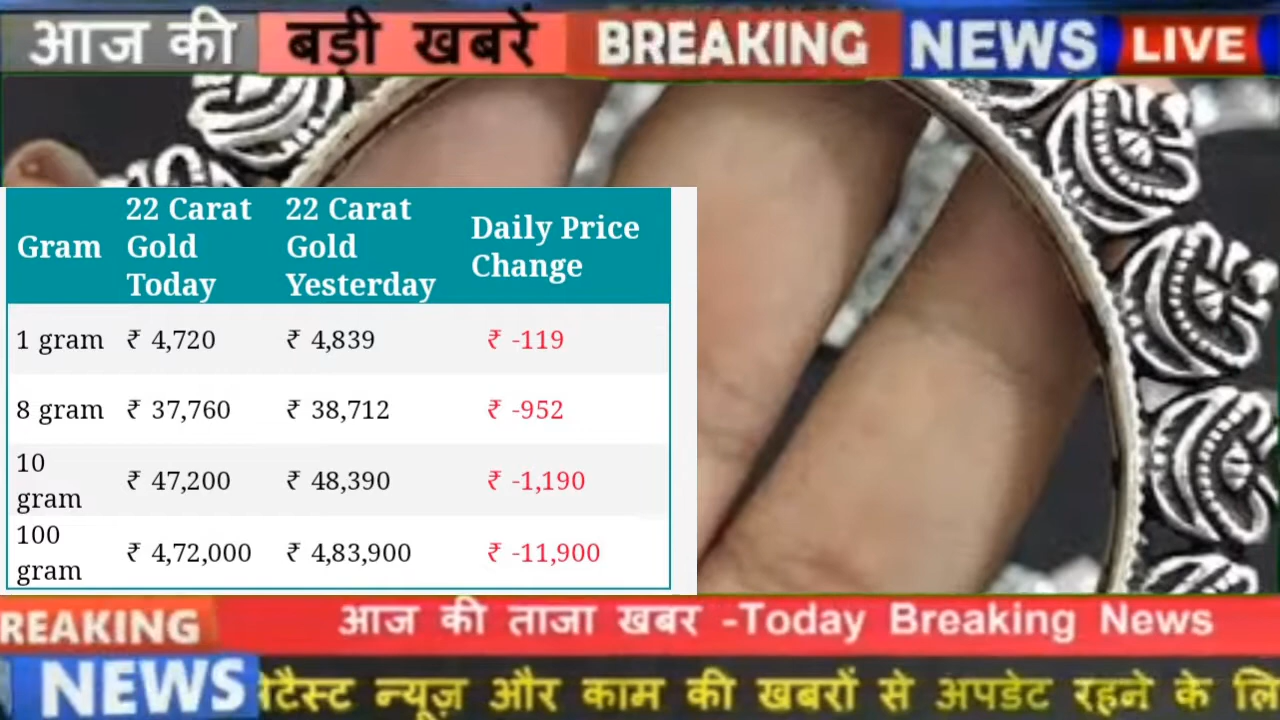 आज की बड़ी खबरें BREAKING NEWS LIVE
Gram 22 Carat Gold Today 22 Carat Gold Yesterday Daily Price Change
1 gram ₹ 4,720 ₹ 4,839 ₹ -119
8 gram ₹ 37,760 ₹ 38,712 ₹ -952
10 gram ₹ 47,200 ₹ 48,390 ₹ -1,190
100 gram ₹ 4,72,000 ₹ 4,83,900 ₹ -11,900
REAKING आज की ताजा खबर -Today Breaking News
NEWS टैस्ट न्यूज़ और काम की खबरों से अपडेट रहने के लि